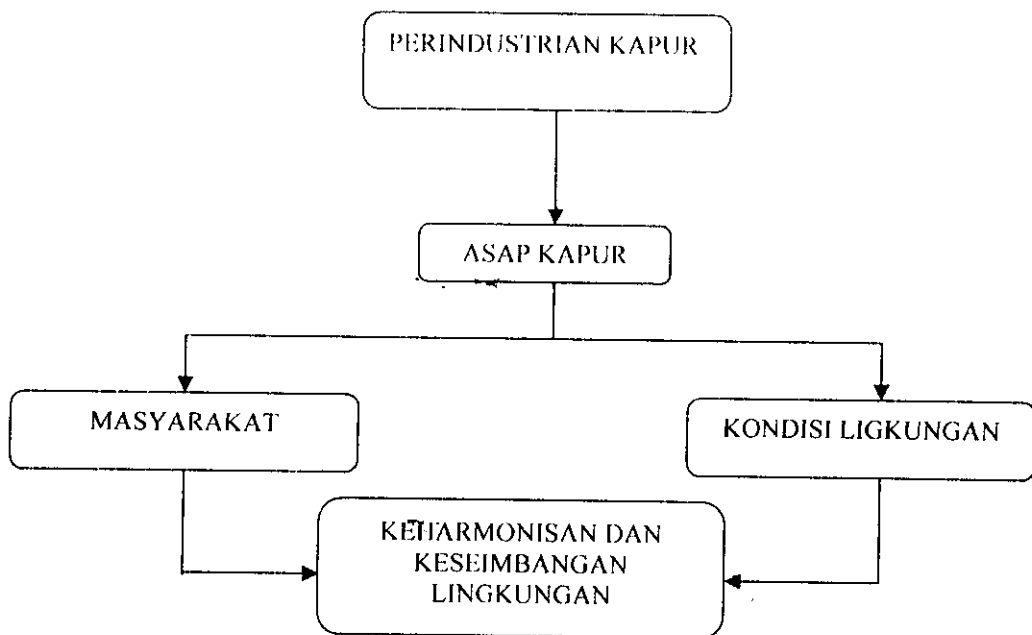 PERINDUSTRIAN KAPUR
ASAP KAPUR
MASYARAKAT
KONDISI LIGKUNGAN
KEHARMONISAN DAN
KESEIMBANGAN
LINGKUNGAN